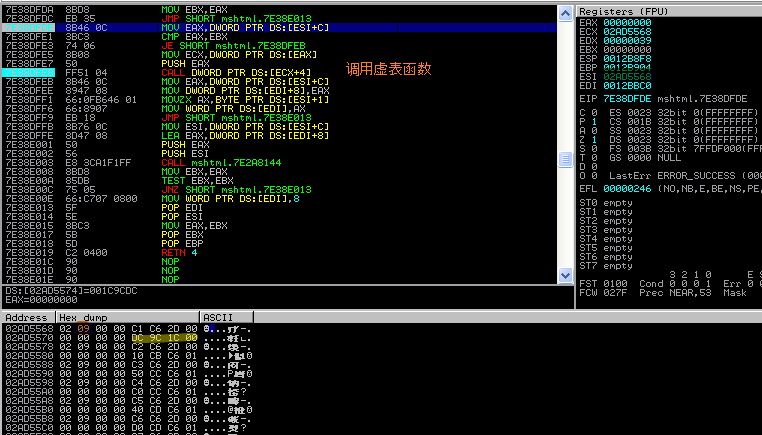 7E38DFDA 8BD8 MOV EBX,EAX
7E38DFDC EB 35 JMP SHORT mshtml.7E38E013
8B46 0C MOV EAX,DWORD PTR DS:[ESI+C]
7E38DFE1 3BC3 CMP EAX,EBX
7E38DFE3 74 06 JE SHORT mshtml.7E38DFEB
7E38DFE5 8B08 MOV ECX,DWORD PTR DS:[EAX]
7E38DFE7 50 PUSH EAX
FF51 04 CALL DWORD PTR DS:[ECX+4]
调用虚表函数
7E38DFEB 8B46 0C MOV EAX,DWORD PTR DS:[ESI+C]
7E38DFEE 8947 08 MOV DWORD PTR DS:[EDI+8],EAX
7E38DFF1 66:0FB646 01 MOVZX AX,BYTE PTR DS:[ESI+1]
7E38DFF6 66:8907 MOV WORD PTR DS:[EDI],AX
7E38DFF9 EB 18 JMP SHORT mshtml.7E38E013
7E38DFFB 8B76 0C MOV ESI,DWORD PTR DS:[ESI+C]
7E38DFFE 8D47 08 LEA EAX,DWORD PTR DS:[EDI+8]
7E38E001 50 PUSH EAX
7E38E002 56 PUSH ESI
7E38E003 E8 3CA1F1FF CALL mshtml.7E2A8144
7E38E008 8BD8 MOV EBX,EAX
7E38E00A 85DB TEST EBX,EBX
7E38E00C 75 05 JNZ SHORT mshtml.7E38E013
7E38E00E 66:C707 0800 MOV WORD PTR DS:[EDI],8
7E38E013 5F POP EDI
7E38E014 5E POP ESI
7E38E015 8BC3 MOV EAX,EBX
7E38E017 5B POP EBX
7E38E018 5D POP EBP
7E38E019 C2 0400 RETN 4
7E38E01C 90 NOP
7E38E01D 90 NOP
7E38E01E 90 NOP
DS:[02AD5574]=001C9CDC
EAX=00000000
Registers (FPU)
EAX 00000000
ECX 02AD5568
EDX 00000039
EBX 00000000
ESP 0012B8F8
EBP 0012B904
ESI 02AD5568
EDI 0012BBC0
EIP 7E38DFDE mshtml.7E38DFDE
C 0 ES 0023 32bit 0(FFFFFFFF)
P 1 CS 001B 32bit 0(FFFFFFFF)
A 0 SS 0023 32bit 0(FFFFFFFF)
Z 1 DS 0023 32bit 0(FFFFFFFF)
S 0 FS 003B 32bit 7FFDF000(FFF
T 0 GS 0000 NULL
D 0
O 0 LastErr ERROR_SUCCESS (000
EFL 00000246 (NO,NB,E,BE,NS,PE,
ST0 empty
ST1 empty
ST2 empty
ST3 empty
ST4 empty
ST5 empty
ST6 empty
ST7 empty
3 2 1 0 E S
FST 0100 Cond 0 0 0 1 Err 0 0
FCW 027F Prec NEAR,53 Mask
Address Hex dump ASCII
02AD5568 02 09 00 00 C1 C6 2D 00
02AD5570 00 00 00 00 DC 9C 1C 00
02AD5578 02 09 00 00 C2 C6 2D 00
02AD5580 00 00 00 00 10 CB C6 01
02AD5588 02 09 00 00 C3 C6 2D 00
02AD5590 00 00 00 00 50 CC C6 01
02AD5598 02 09 00 00 C4 C6 2D 00
02AD55A0 00 00 00 00 00 CC C6 01
02AD55A8 02 09 00 00 C5 C6 2D 00
02AD55B0 00 00 00 00 40 CD C6 01
02AD55B8 02 09 00 00 C6 C6 2D 00
02AD55C0 00 00 00 00 D0 CD C6 01